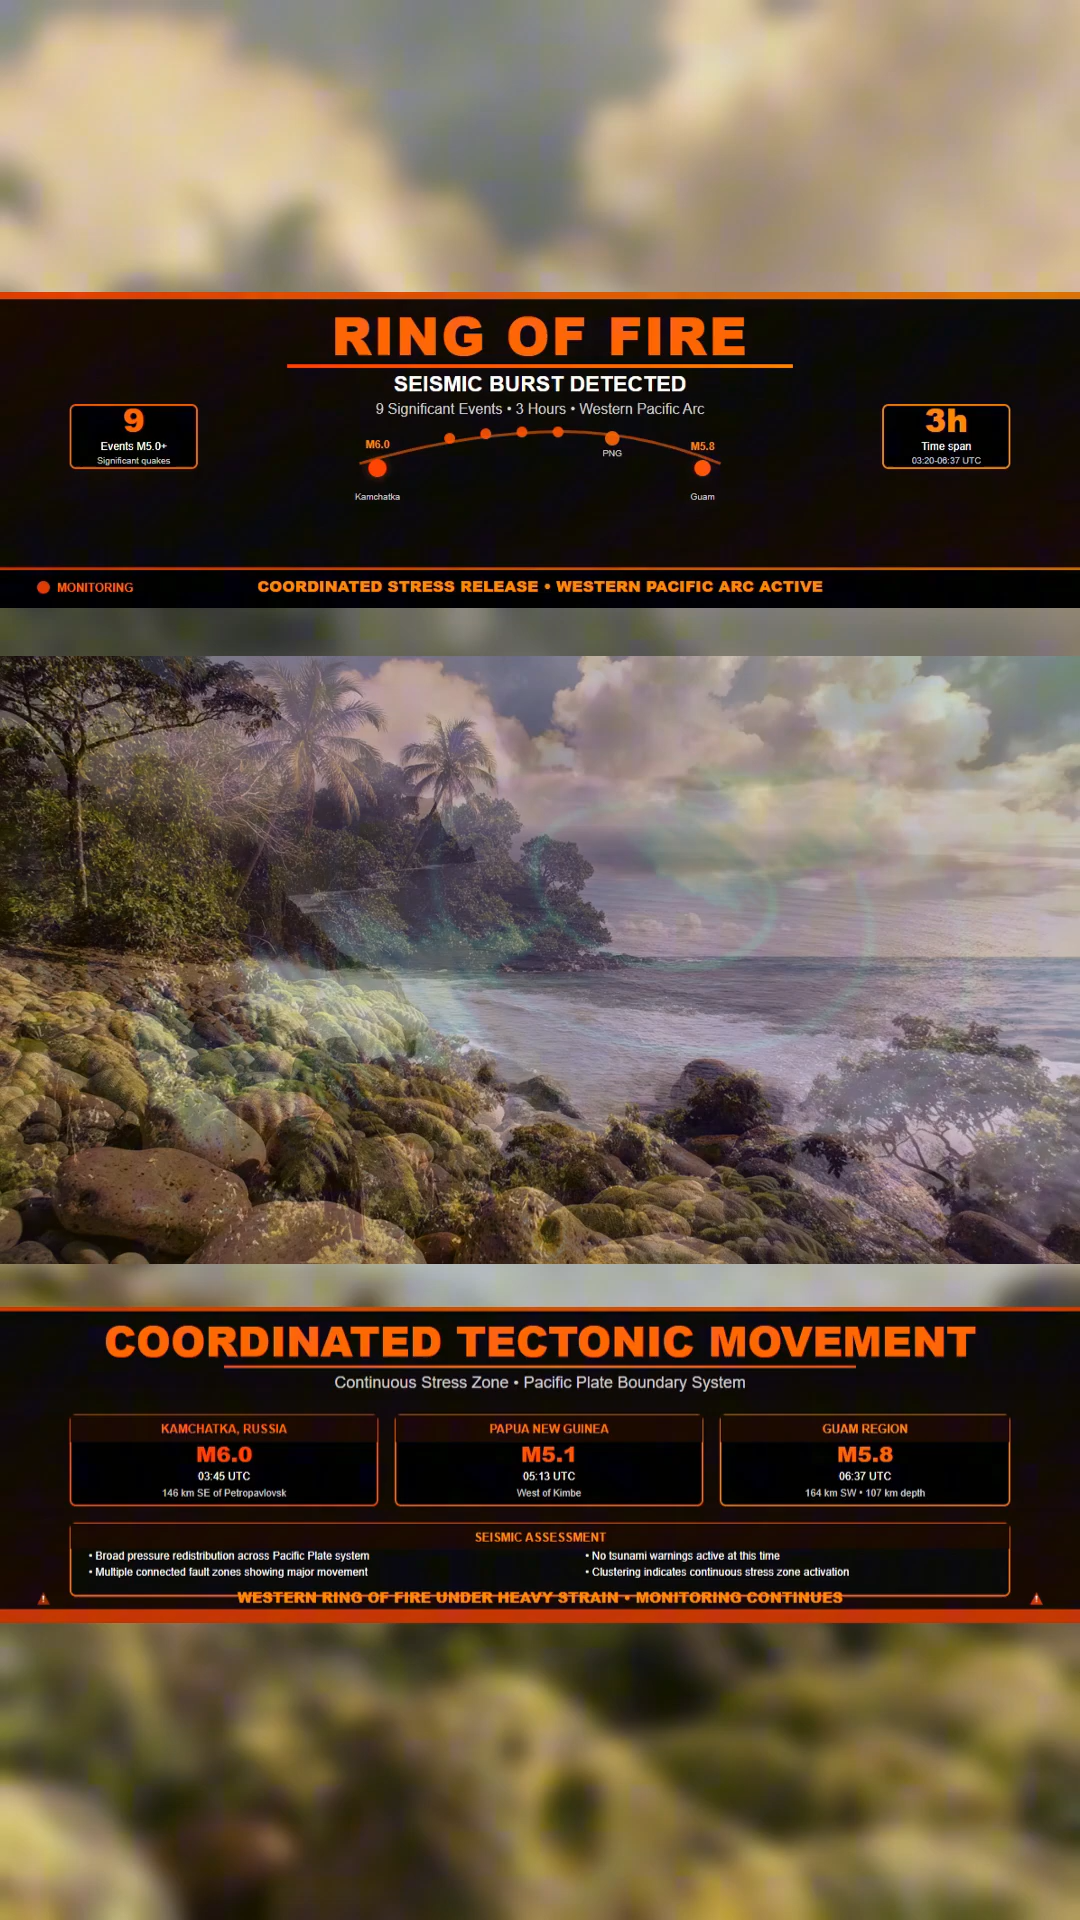 RING OF FIRE
SEISMIC BURST DETECTED
9 Significant Events • 3 Hours • Western Pacific Arc
9
Events M5.0+
Significant quakes
M6.0
Kamchatka
PNG
M5.8
Guam
3h
Time span
03:20-06:37 UTC
MONITORING
COORDINATED STRESS RELEASE • WESTERN PACIFIC ARC ACTIVE
COORDINATED TECTONIC MOVEMENT
Continuous Stress Zone • Pacific Plate Boundary System
KAMCHATKA, RUSSIA
M6.0
03:45 UTC
146 km SE of Petropavlovsk
PAPUA NEW GUINEA
M5.1
05:13 UTC
West of Kimbe
GUAM REGION
M5.8
06:37 UTC
164 km SW • 107 km depth
SEISMIC ASSESSMENT
• Broad pressure redistribution across Pacific Plate system
• Multiple connected fault zones showing major movement
• No tsunami warnings active at this time
• Clustering indicates continuous stress zone activation
WESTERN RING OF FIRE UNDER HEAVY STRAIN • MONITORING CONTINUES